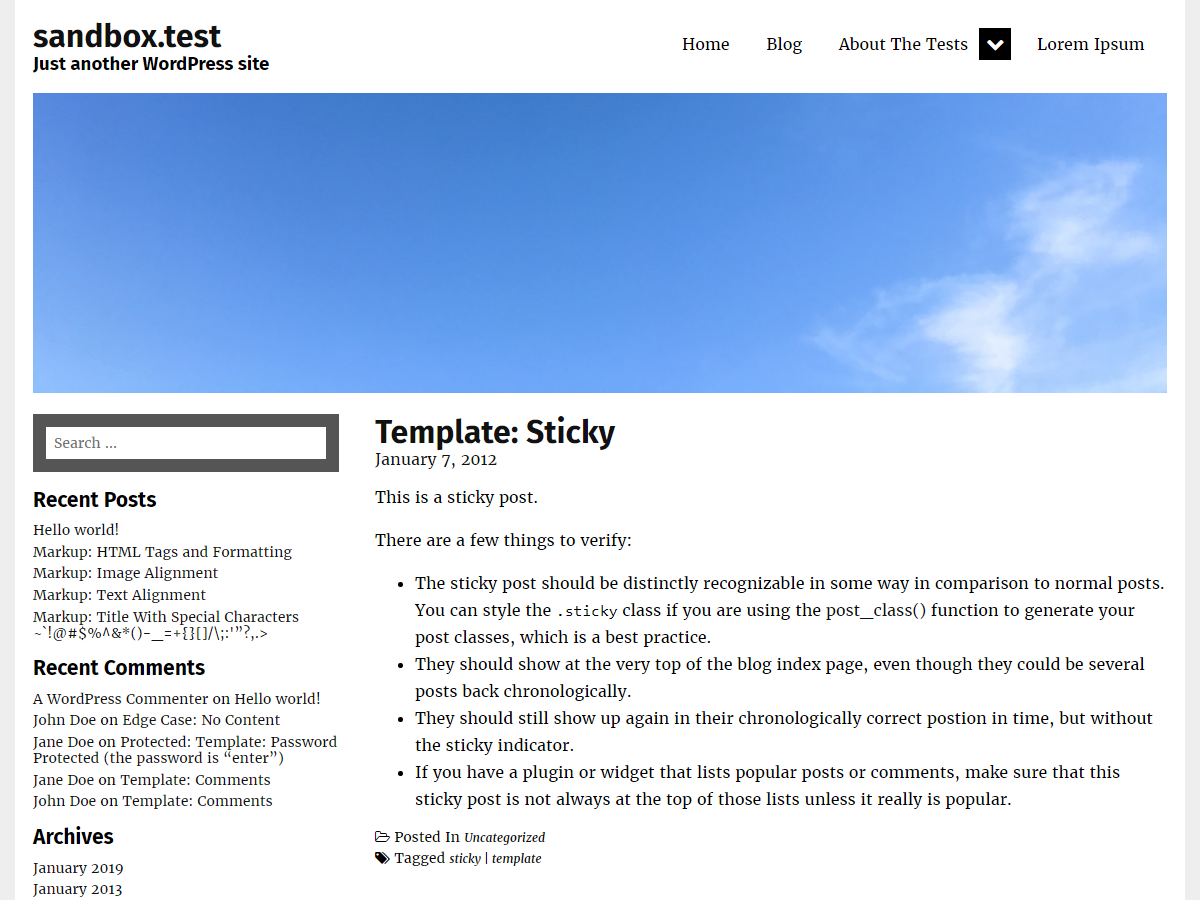 sandbox.test
Just another WordPress site
Home
Blog
About The Tests
Lorem Ipsum
Search ...
Recent Posts
Hello world!
Markup: HTML Tags and Formatting
Markup: Image Alignment
Markup: Text Alignment
Markup: Title With Special Characters
~`!@#$%^&*()-_=+{}[]/\;:'”?,.>
Recent Comments
A WordPress Commenter on Hello world!
John Doe on Edge Case: No Content
Jane Doe on Protected: Template: Password
Protected (the password is “enter”)
Jane Doe on Template: Comments
John Doe on Template: Comments
Archives
January 2019
January 2013
Template: Sticky
January 7, 2012
This is a sticky post.
There are a few things to verify:
• The sticky post should be distinctly recognizable in some way in comparison to normal posts.
You can style the .sticky class if you are using the post_class() function to generate your
post classes, which is a best practice.
• They should show at the very top of the blog index page, even though they could be several
posts back chronologically.
• They should still show up again in their chronologically correct postion in time, but without
the sticky indicator.
• If you have a plugin or widget that lists popular posts or comments, make sure that this
sticky post is not always at the top of those lists unless it really is popular.
Posted In Uncategorized
Tagged sticky | template